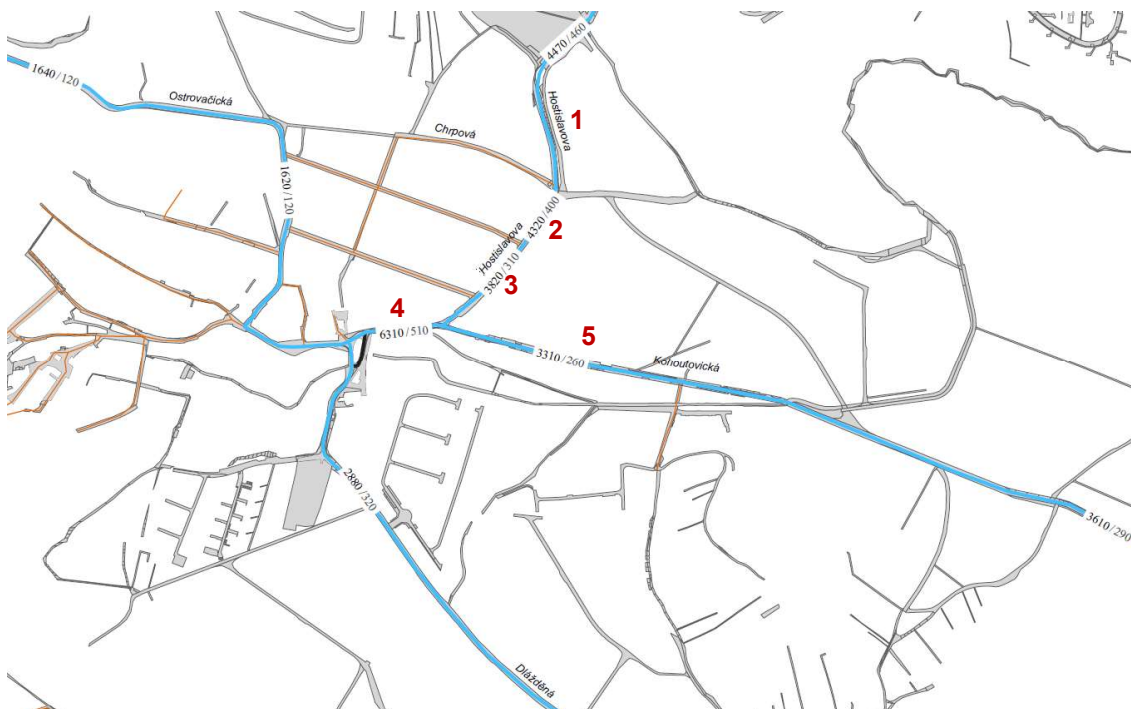 4470/460
1640/120
Ostrovačická
Hostislavova
1
Chrpová
1620/120
4320/400
2
Hostislavova
3820/310
3
4
6310/510
5
3310/260
Kohoutovická
2880/320
3610/290
Dlážděná